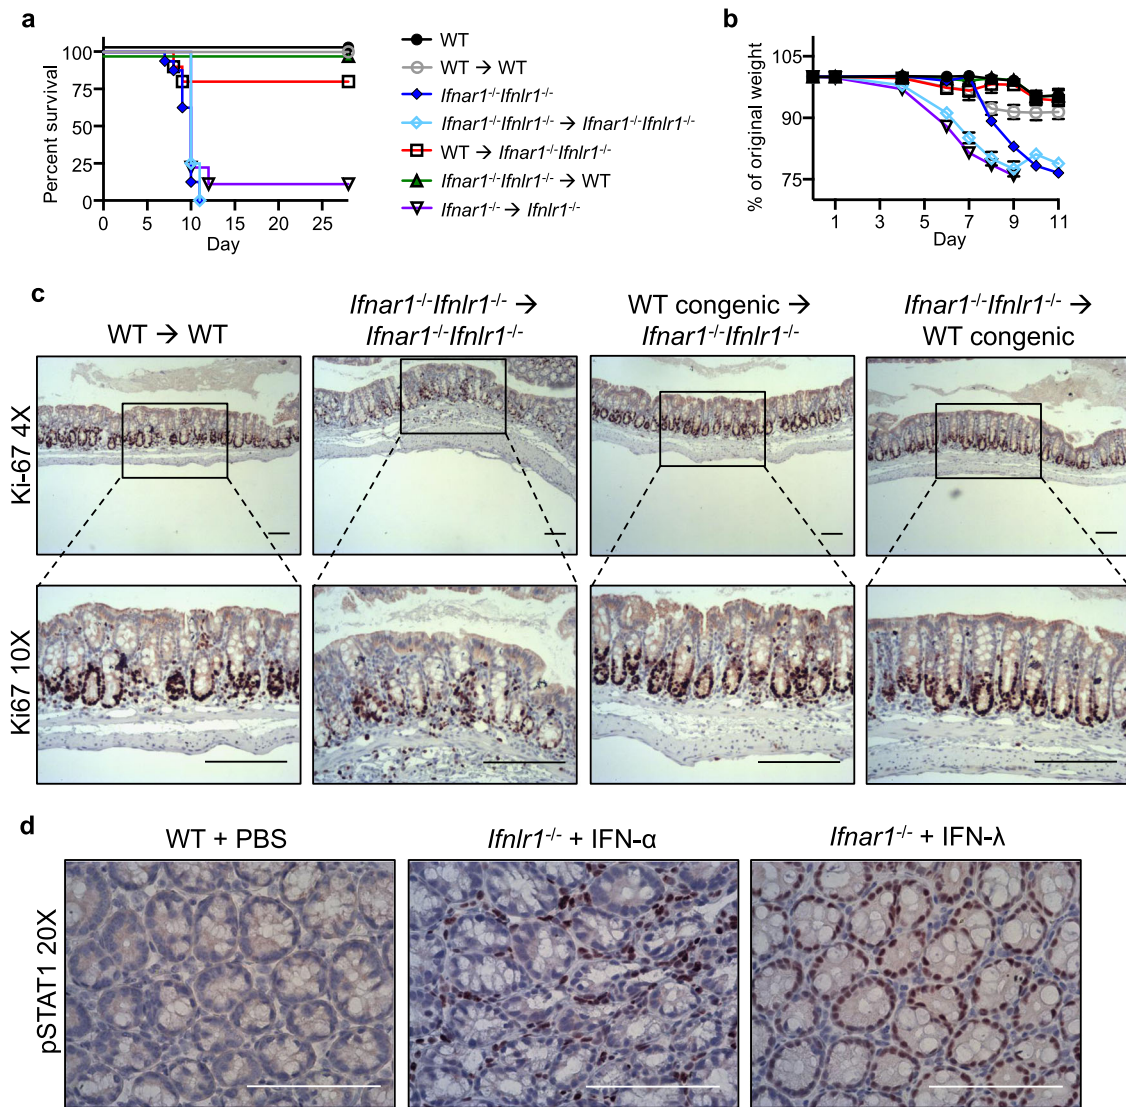 a
Percent survival
100
75
50
25
0
0 5 10 15 20 25
Day
WT
WT → WT
Ifnar1-/-Ifnlr1-/-
Ifnar1-/-Ifnlr1-/- → Ifnar1-/-Ifnlr1-/-
WT → Ifnar1-/-Ifnlr1-/-
Ifnar1-/-Ifnlr1-/- → WT
Ifnar1-/- → Ifnlr1-/-
b
% of original weight
105
90
75
1 3 5 7 9 11
Day
c
WT → WT
Ifnar1-/-Ifnlr1-/- →
Ifnar1-/-Ifnlr1-/-
WT congenic →
Ifnar1-/-Ifnlr1-/-
Ifnar1-/-Ifnlr1-/- →
WT congenic
Ki-67 4X
Ki67 10X
d
WT + PBS
Ifnlr1-/- + IFN-α
Ifnar1-/- + IFN-λ
pSTAT1 20X